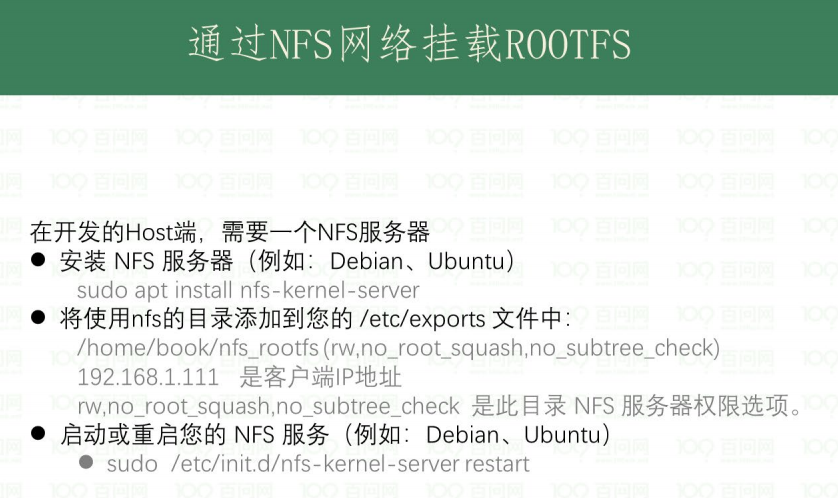 通过NFS网络挂载ROOTFS
在开发的Host端，需要一个NFS服务器
● 安装 NFS 服务器（例如：Debian、Ubuntu）
sudo apt install nfs-kernel-server
● 将使用nfs的目录添加到您的 /etc/exports 文件中：
/home/book/nfs_rootfs (rw,no_root_squash,no_subtree_check)
192.168.1.111 是客户端IP地址
rw,no_root_squash,no_subtree_check 是此目录 NFS 服务器权限选项。
● 启动或重启您的 NFS 服务（例如：Debian、Ubuntu）
● sudo /etc/init.d/nfs-kernel-server restart